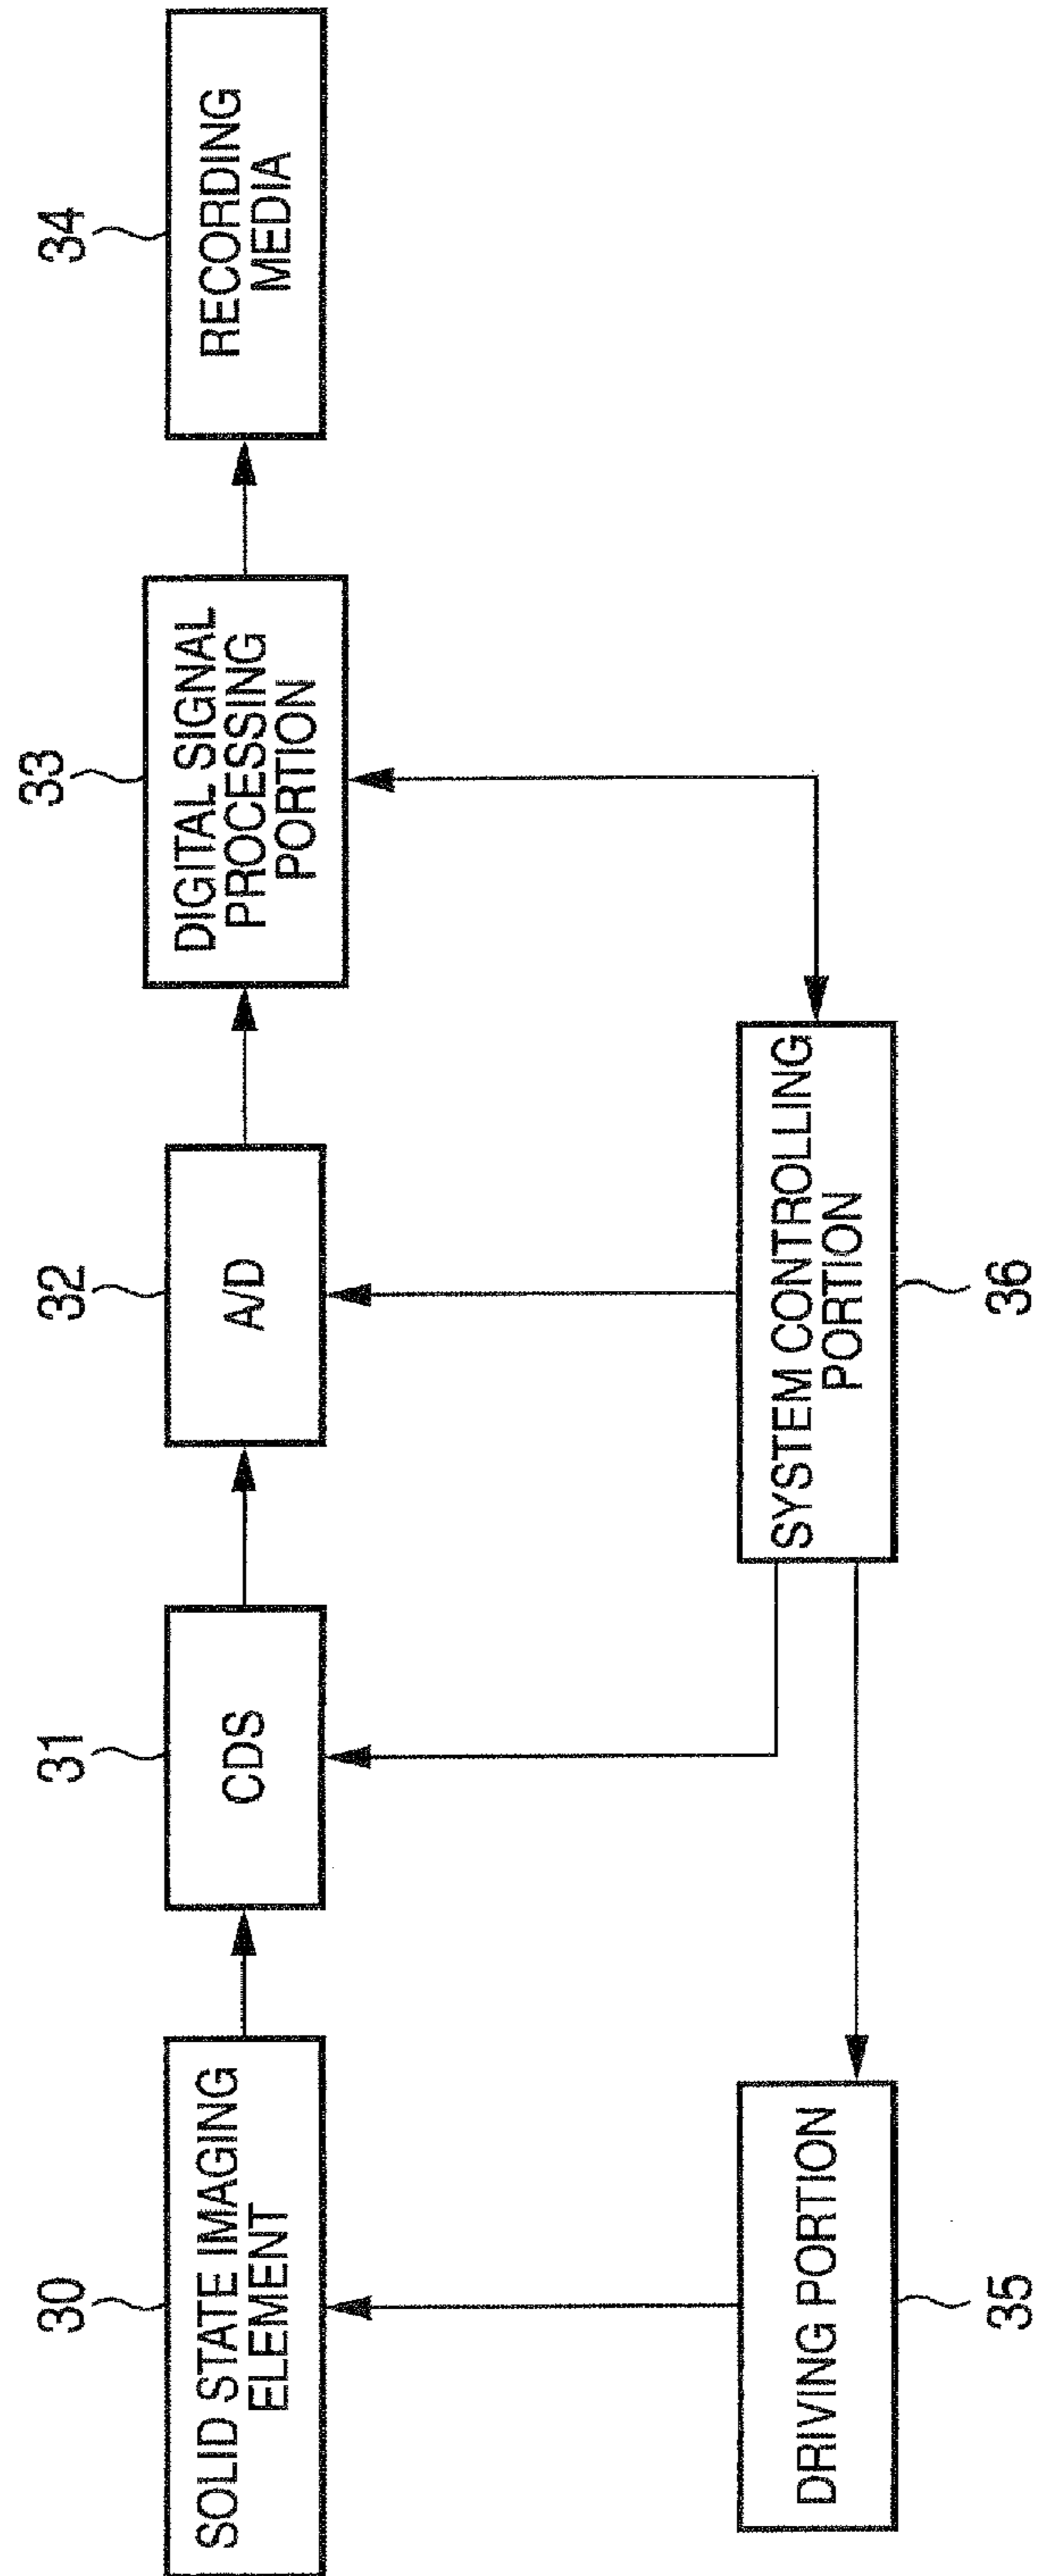 30
SOLID STATE IMAGING
ELEMENT
31
CDS
32
A/D
33
DIGITAL SIGNAL
PROCESSING
PORTION
34
RECORDING
MEDIA
DRIVING PORTION
35
SYSTEM CONTROLLING
PORTION
36